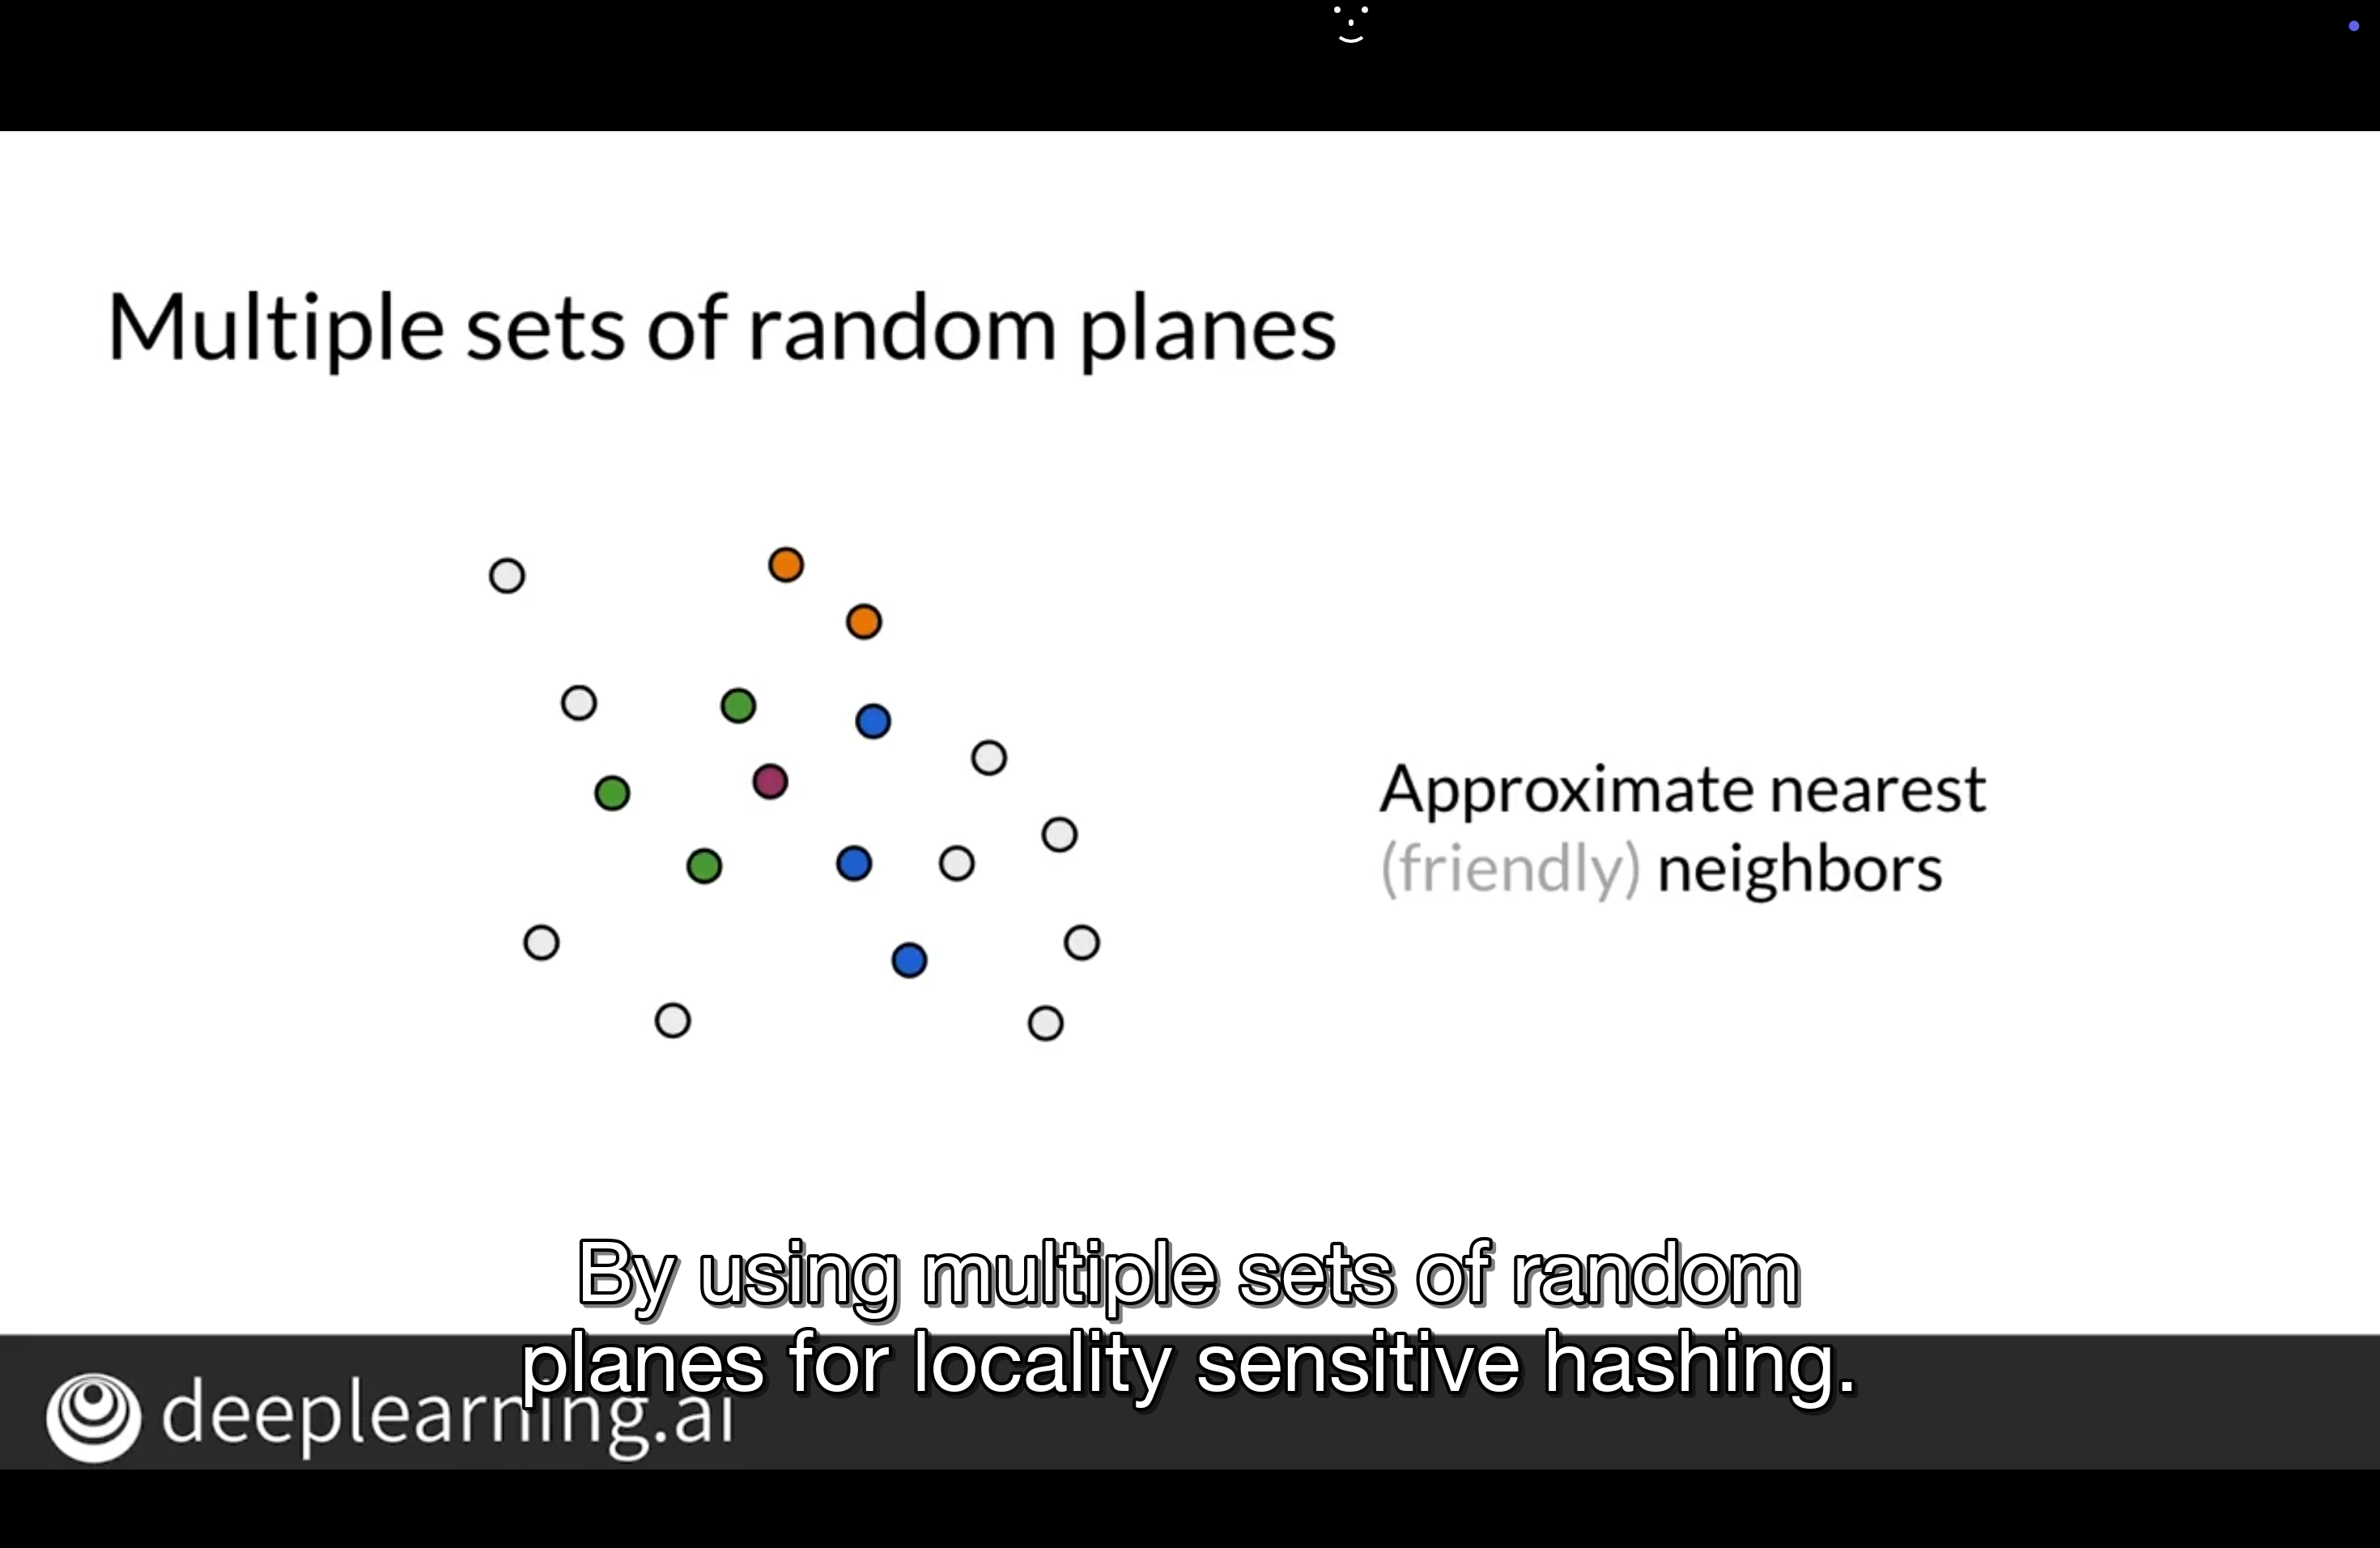 Multiple sets of random planes
Approximate nearest
(friendly) neighbors
By using multiple sets of random
planes for locality sensitive hashing.
deeplearning.ai